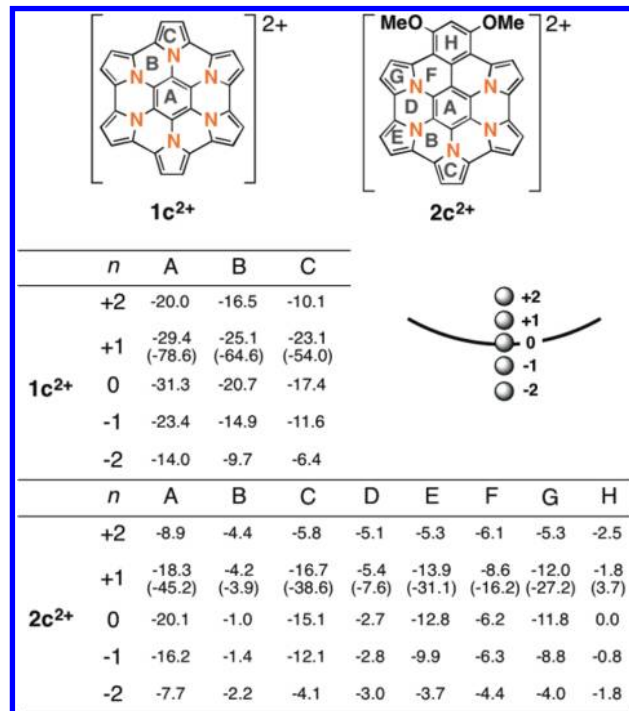 2+ 2+
MeO OMe
C H
B N G F
N N N N
A D A
N N E N B N
N N
C
1c²⁺ 2c²⁺
n A B C
+2 -20.0 -16.5 -10.1
+1 -29.4 -25.1 -23.1
(-78.6) (-64.6) (-54.0)
1c²⁺ 0 -31.3 -20.7 -17.4
-1 -23.4 -14.9 -11.6
-2 -14.0 -9.7 -6.4
+2
+1
0
-1
-2
n A B C D E F G H
+2 -8.9 -4.4 -5.8 -5.1 -5.3 -6.1 -5.3 -2.5
+1 -18.3 -4.2 -16.7 -5.4 -13.9 -8.6 -12.0 -1.8
(-45.2) (-3.9) (-38.6) (-7.6) (-31.1) (-16.2) (-27.2) (3.7)
2c²⁺ 0 -20.1 -1.0 -15.1 -2.7 -12.8 -6.2 -11.8 0.0
-1 -16.2 -1.4 -12.1 -2.8 -9.9 -6.3 -8.8 -0.8
-2 -7.7 -2.2 -4.1 -3.0 -3.7 -4.4 -4.0 -1.8